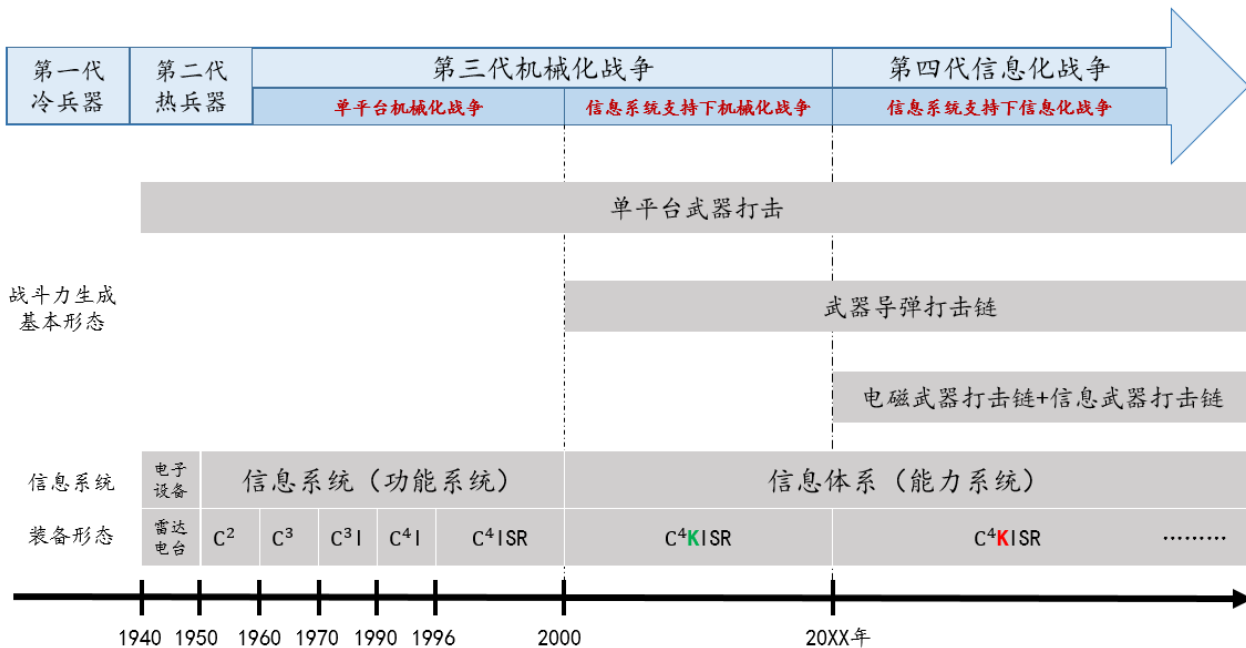 第一代
冷兵器
第二代
热兵器
第三代机械化战争
第四代信息化战争
单平台机械化战争
信息系统支持下机械化战争
信息系统支持下信息化战争
单平台武器打击
战斗力生成
基本形态
武器导弹打击链
电磁武器打击链+信息武器打击链
信息系统
电子
设备
信息系统（功能系统）
信息体系（能力系统）
装备形态
雷达
电台
C²
C³
C³I
C⁴I
C⁴ISR
C⁴KISR
C⁴KISR
………
1940
1950
1960
1970
1990
1996
2000
20XX年